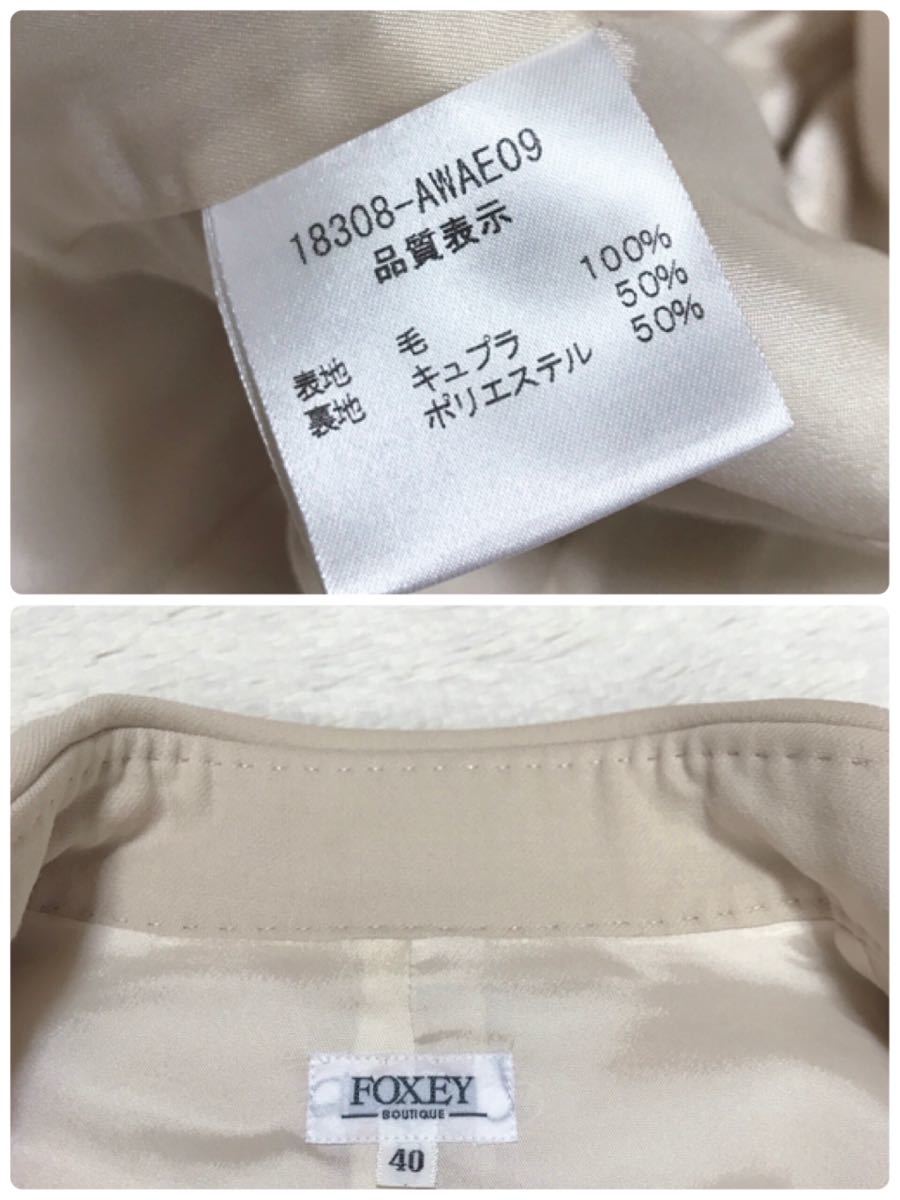 18308-AWAE09
品質表示
表地 毛 100%
裏地 キュプラ 50%
ポリエステル 50%
FOXEY
BOUTIQUE
40